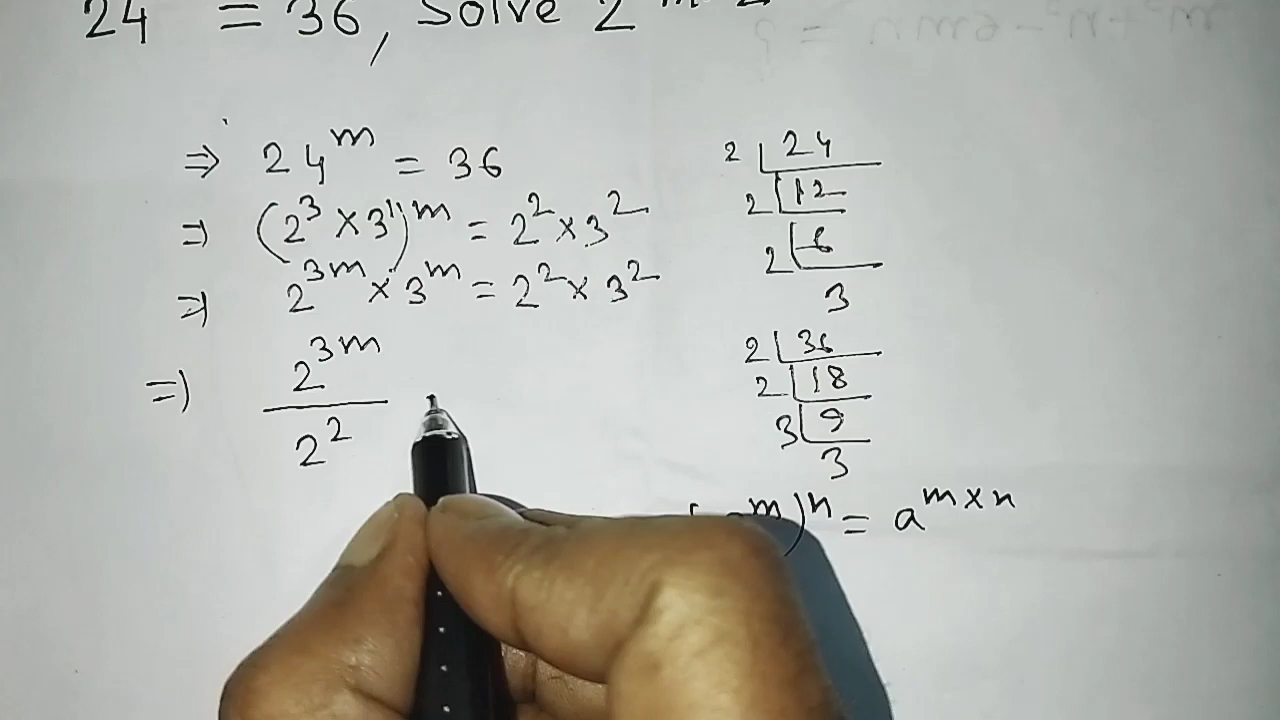 24 = 36, Solve 2
⇒ 24^m = 36
⇒ (2^3 × 3^1)^m = 2^2 × 3^2
⇒ 2^3m × 3^m = 2^2 × 3^2
⇒ 2^3m / 2^2
2 | 24
2 | 12
2 | 6
3
2 | 36
2 | 18
3 | 9
3
m)^n = a^m×n